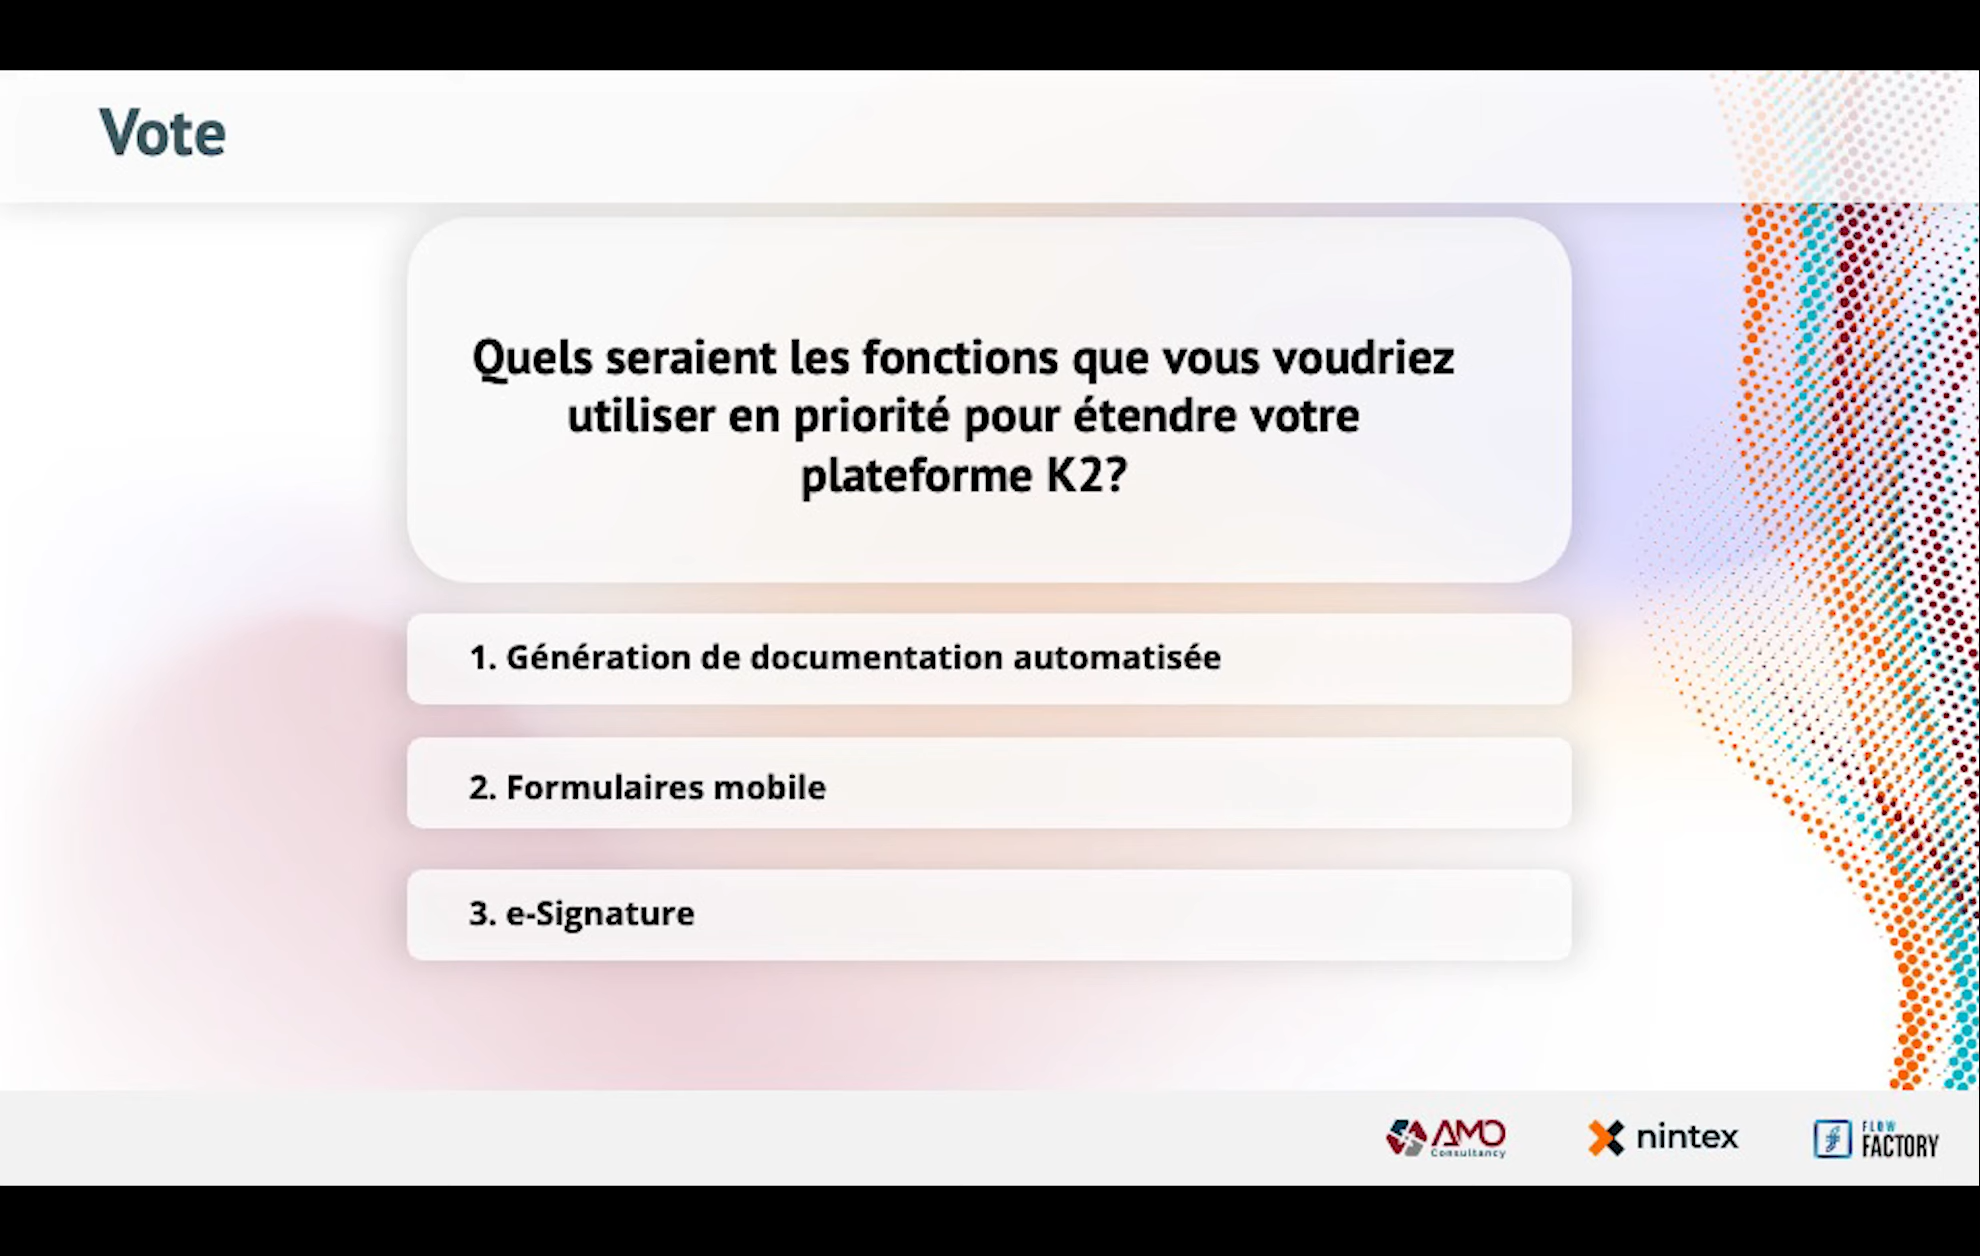 Vote
Quels seraient les fonctions que vous voudriez
utiliser en priorité pour étendre votre
plateforme K2?
1. Génération de documentation automatisée
2. Formulaires mobile
3. e-Signature
AMO
Consultancy
nintex
FLOW
FACTORY